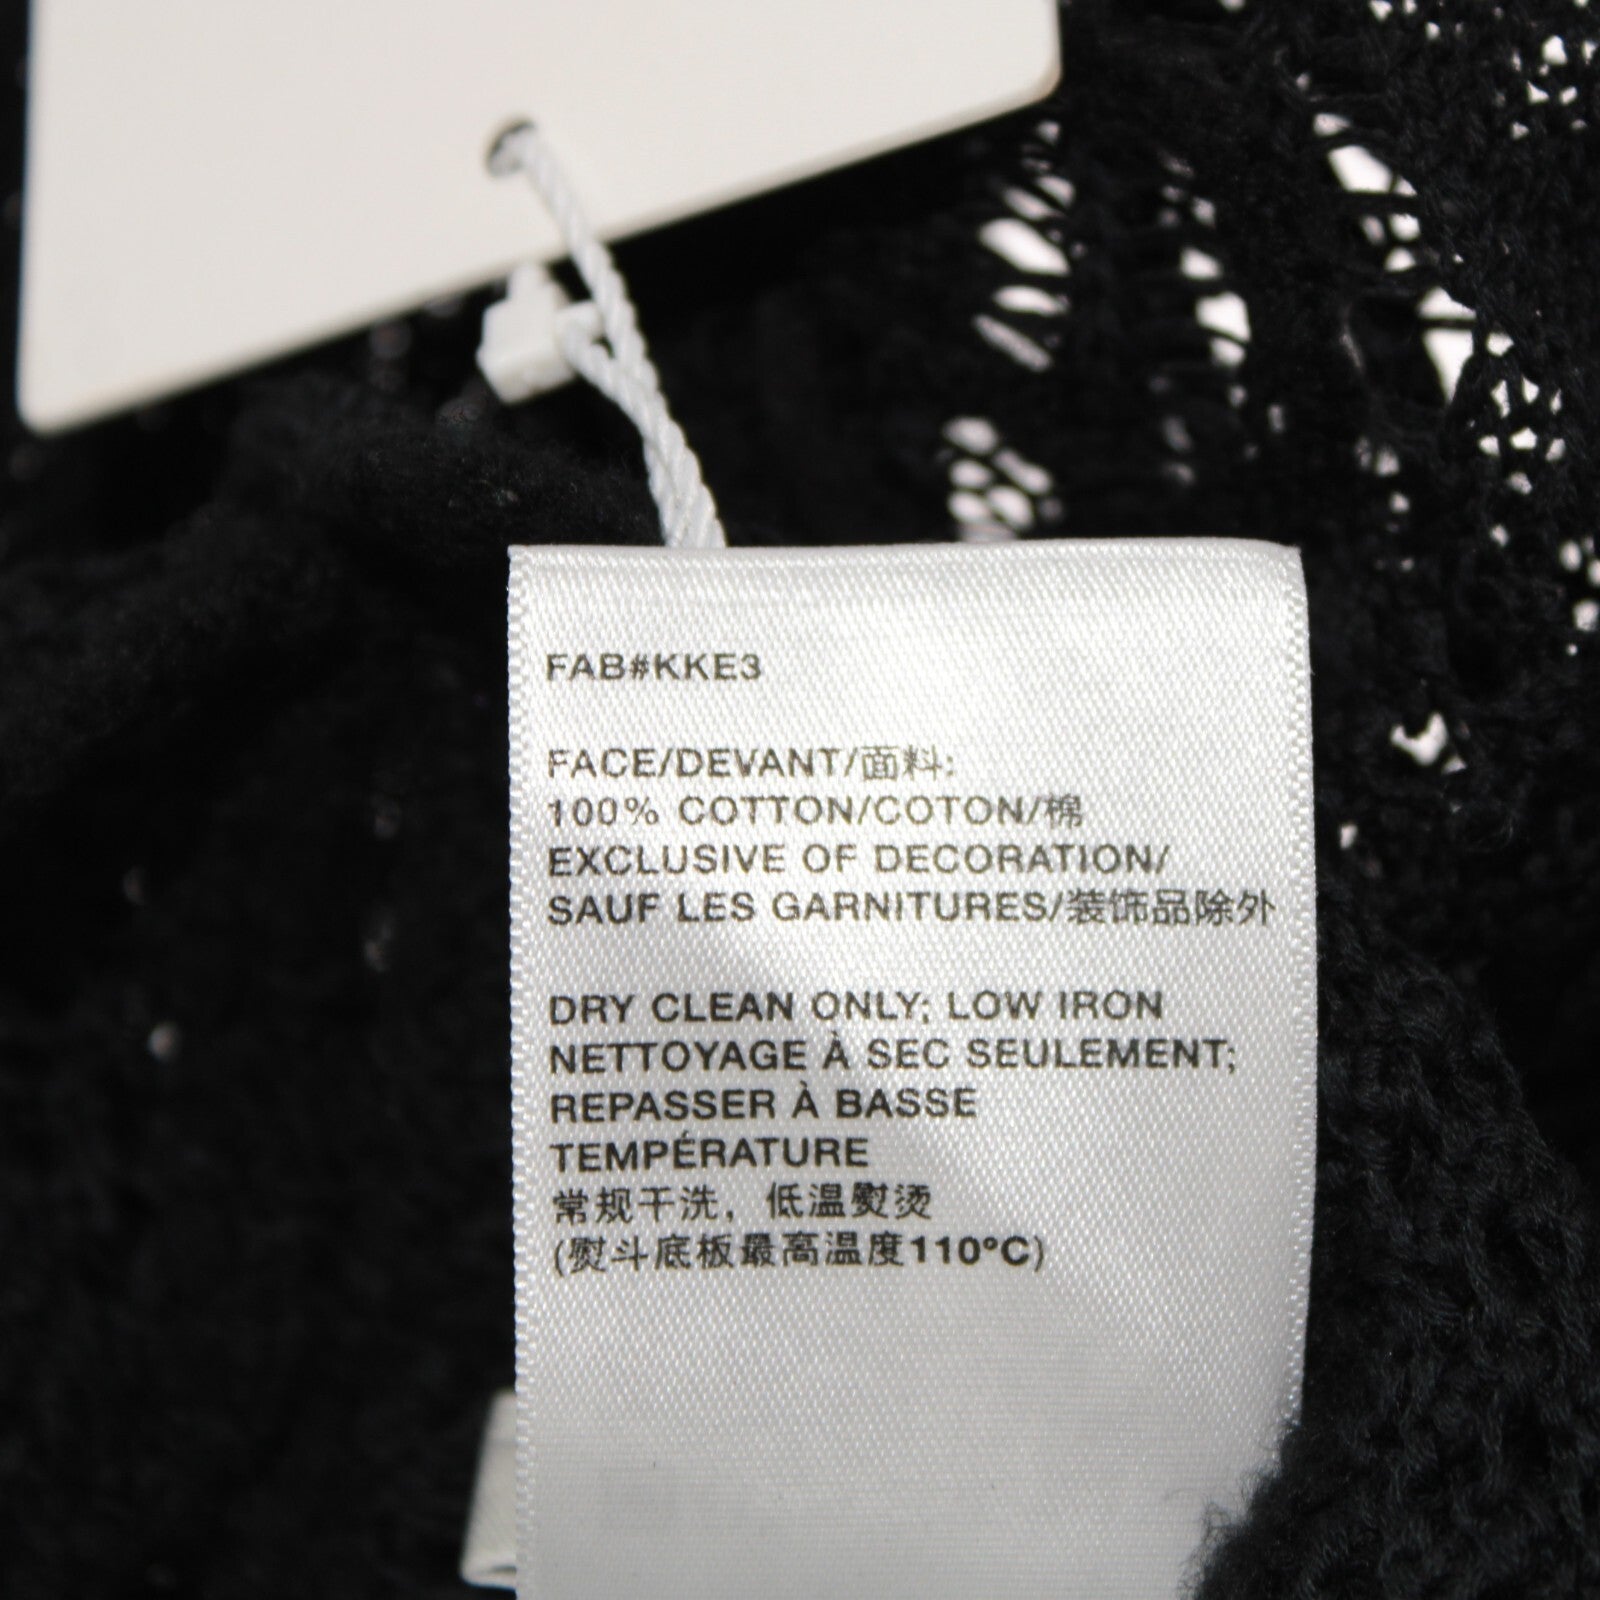 FAB#KKE3
FACE/DEVANT/面料:
100% COTTON/COTON/棉
EXCLUSIVE OF DECORATION/
SAUF LES GARNITURES/装饰品除外
DRY CLEAN ONLY; LOW IRON
NETTOYAGE À SEC SEULEMENT;
REPASSER À BASSE
TEMPÉRATURE
常规干洗，低温熨烫
(熨斗底板最高温度110°C)